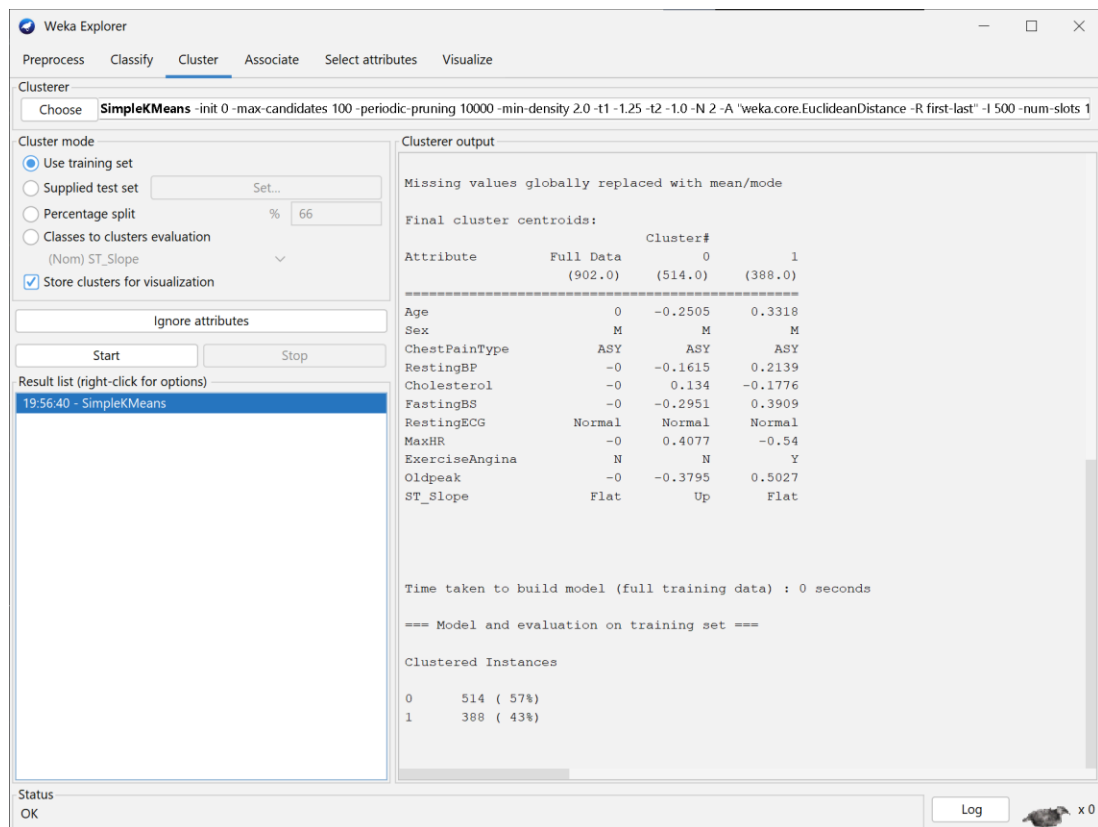 Weka Explorer
Preprocess Classify Cluster Associate Select attributes Visualize
Clusterer
Choose SimpleKMeans -init 0 -max-candidates 100 -periodic-pruning 10000 -min-density 2.0 -t1 -1.25 -t2 -1.0 -N 2 -A "weka.core.EuclideanDistance -R first-last" -I 500 -num-slots 1
Cluster mode
Use training set
Supplied test set Set...
Percentage split % 66
Classes to clusters evaluation
(Nom) ST_Slope
Store clusters for visualization
Ignore attributes
Start Stop
Result list (right-click for options)
19:56:40 - SimpleKMeans
Clusterer output
Missing values globally replaced with mean/mode
Final cluster centroids:
Cluster#
Attribute Full Data 0 1
(902.0) (514.0) (388.0)
==================================================
Age 0 -0.2505 0.3318
Sex M M M
ChestPainType ASY ASY ASY
RestingBP -0 -0.1615 0.2139
Cholesterol -0 0.134 -0.1776
FastingBS -0 -0.2951 0.3909
RestingECG Normal Normal Normal
MaxHR -0 0.4077 -0.54
ExerciseAngina N N Y
Oldpeak -0 -0.3795 0.5027
ST_Slope Flat Up Flat
Time taken to build model (full training data) : 0 seconds
=== Model and evaluation on training set ===
Clustered Instances
0 514 ( 57%)
1 388 ( 43%)
Status
OK
Log x 0